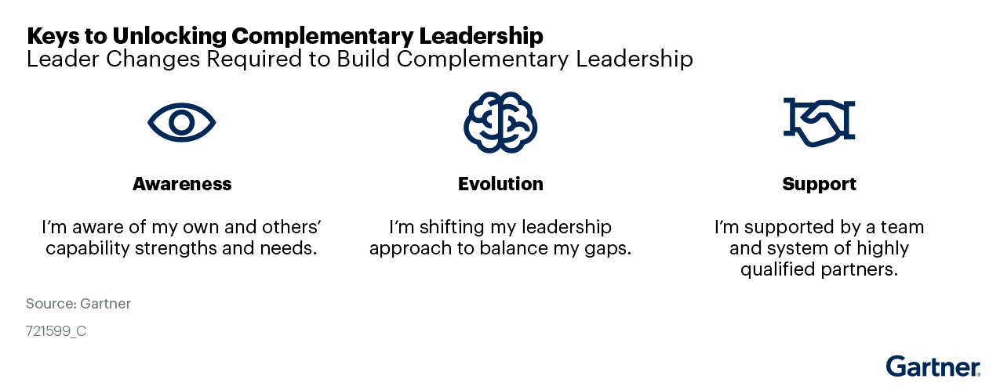 Keys to Unlocking Complementary Leadership
Leader Changes Required to Build Complementary Leadership
Awareness
I’m aware of my own and others’
capability strengths and needs.
Evolution
I’m shifting my leadership
approach to balance my gaps.
Support
I’m supported by a team
and system of highly
qualified partners.
Source: Gartner
721599_C
Gartner®